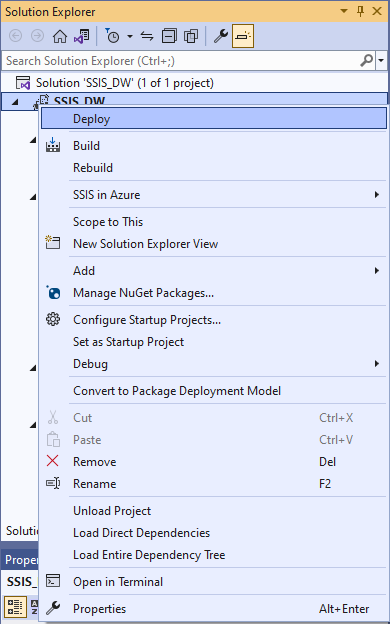 Solution Explorer
Search Solution Explorer (Ctrl+;)
Solution 'SSIS_DW' (1 of 1 project)
SSIS_DW
Deploy
Build
Rebuild
SSIS in Azure
Scope to This
New Solution Explorer View
Add
Manage NuGet Packages...
Configure Startup Projects...
Set as Startup Project
Debug
Convert to Package Deployment Model
Cut Ctrl+X
Paste Ctrl+V
Remove Del
Rename F2
Unload Project
Solutio
Load Direct Dependencies
Load Entire Dependency Tree
Proper
Open in Terminal
SSIS_
Properties Alt+Enter